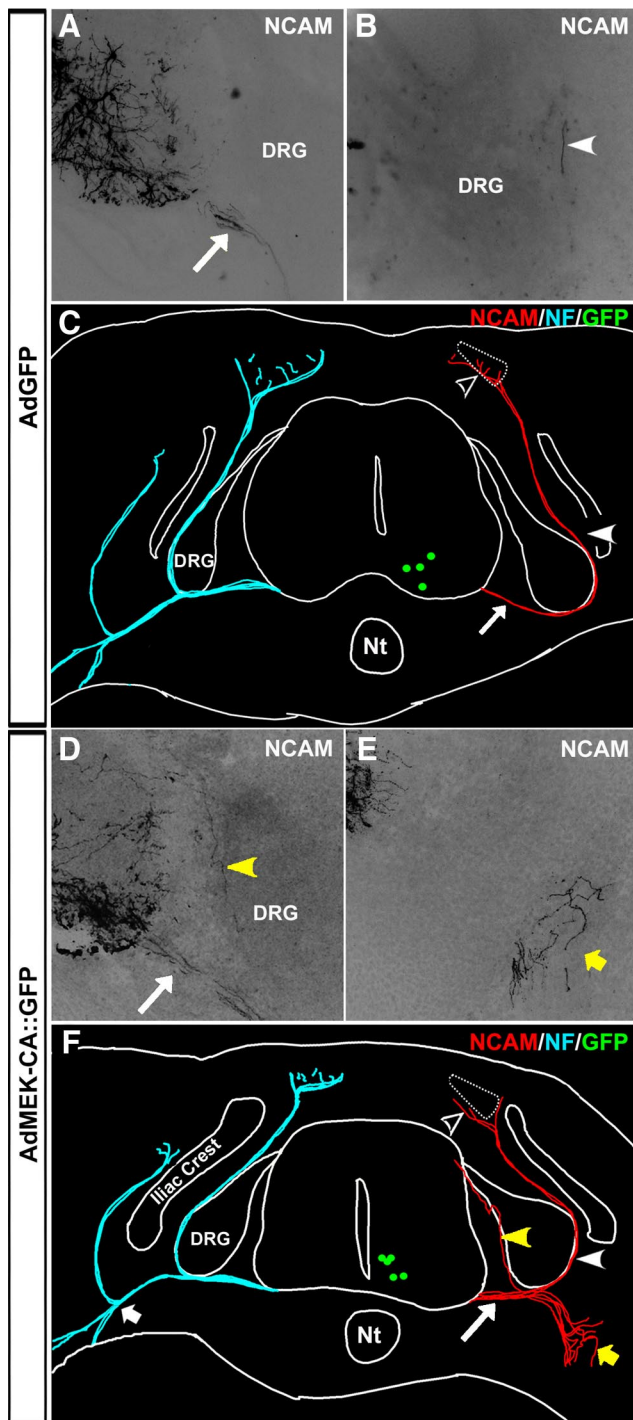 AdGFP
A
NCAM
DRG
B
NCAM
DRG
C
NCAM/NF/GFP
DRG
Nt
AdMEK-CA::GFP
D
NCAM
DRG
E
NCAM
F
NCAM/NF/GFP
Iliac Crest
DRG
Nt